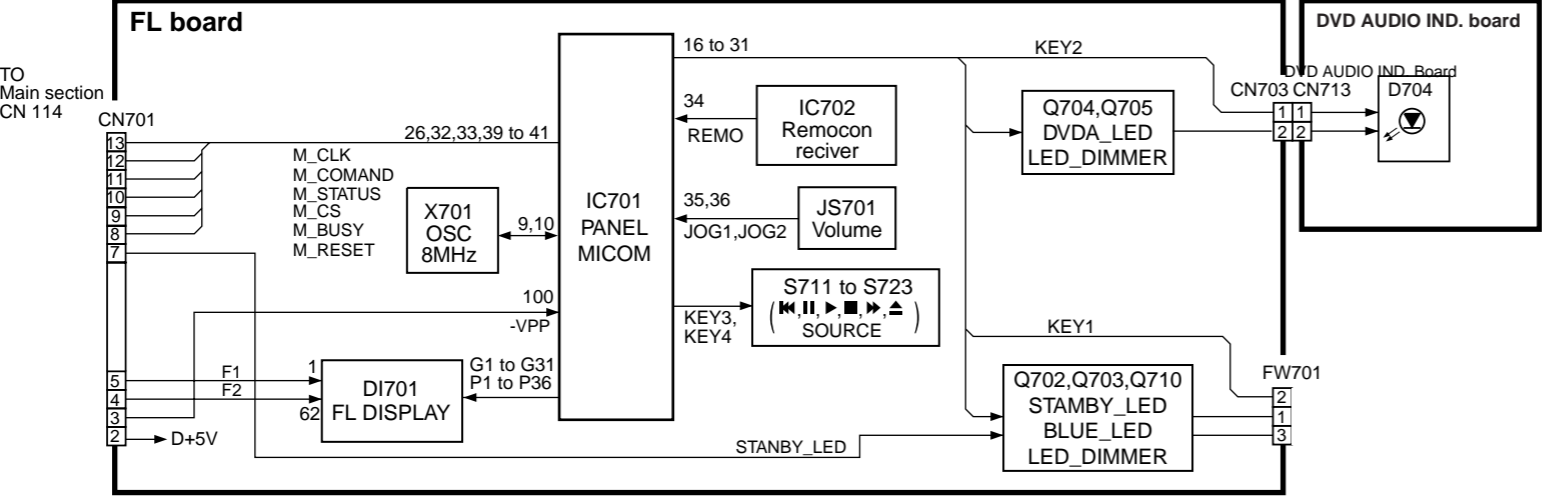 FL board
DVD AUDIO IND. board
TO
Main section
CN 114
CN701
13
12
11
10
9
8
7
5
4
3
2
26,32,33,39 to 41
M_CLK
M_COMAND
M_STATUS
M_CS
M_BUSY
M_RESET
X701
OSC
8MHz
9,10
100
-VPP
F1
F2
1
62
DI701
FL DISPLAY
G1 to G31
P1 to P36
D+5V
STANBY_LED
IC701
PANEL
MICOM
16 to 31
34
REMO
IC702
Remocon
reciver
35,36
JOG1,JOG2
JS701
Volume
KEY3,
KEY4
S711 to S723
(⏮,⏸,▶,■,⏩,⏏)
SOURCE
KEY2
Q704,Q705
DVDA_LED
LED_DIMMER
KEY1
Q702,Q703,Q710
STAMBY_LED
BLUE_LED
LED_DIMMER
FW701
2
1
3
DVD AUDIO IND. Board
CN703 CN713
1 1
2 2
D704